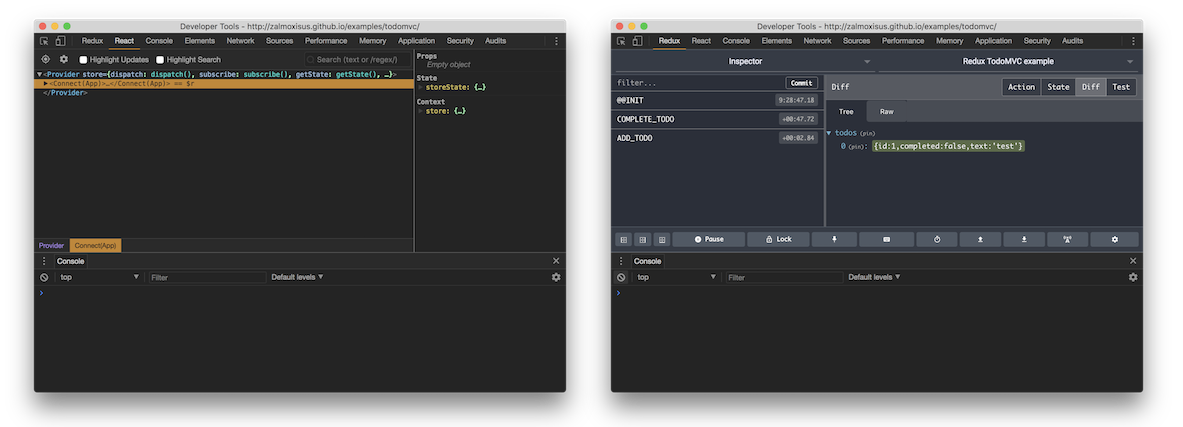 Developer Tools - http://zalmoxisus.github.io/examples/todomvc/
Redux React Console Elements Network Sources Performance Memory Application Security Audits
Highlight Updates Highlight Search Search (text or /regex/)
<Provider store={dispatch: dispatch(), subscribe: subscribe(), getState: getState(), …}>
<Connect(App)>…</Connect(App)> == $r
</Provider>
Props
Empty object
State
storeState: {…}
Context
store: {…}
Provider Connect(App)
Console
top Filter Default levels
Developer Tools - http://zalmoxisus.github.io/examples/todomvc/
Redux React Console Elements Network Sources Performance Memory Application Security Audits
Inspector Redux TodoMVC example
filter... Commit
@@INIT 9:28:47.18
COMPLETE_TODO +00:47.72
ADD_TODO +00:02.84
Diff Action State Diff Test
Tree Raw
todos (pin)
0 (pin): {id:1,completed:false,text:'test'}
Pause Lock
Console
top Filter Default levels